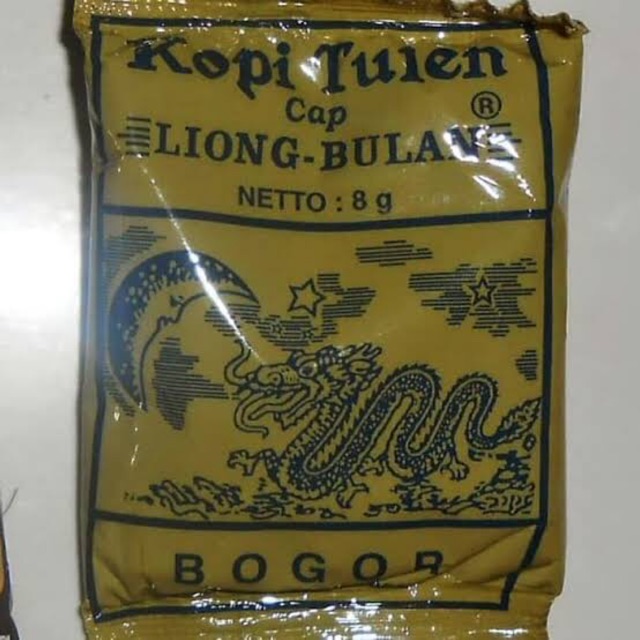 Kopi Tulen
Cap
LIONG-BULAN ®
NETTO : 8 g
BOGOR